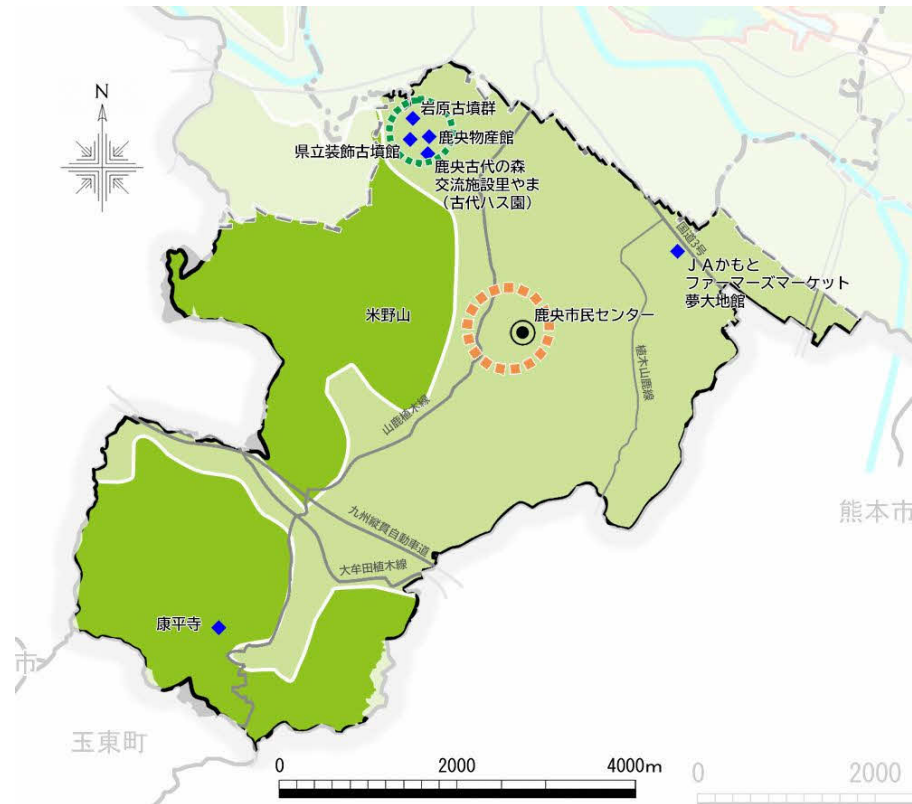 N
岩原古墳群
鹿央物産館
県立装飾古墳館
鹿央古代の森
交流施設里やま
（古代ハス園）
国道3号
ＪＡかもと
ファーマーズマーケット
夢大地館
米野山
鹿央市民センター
植木山鹿線
山鹿植木線
熊本市
九州縦貫自動車道
大牟田植木線
康平寺
市
玉東町
0
2000
4000m
0
2000